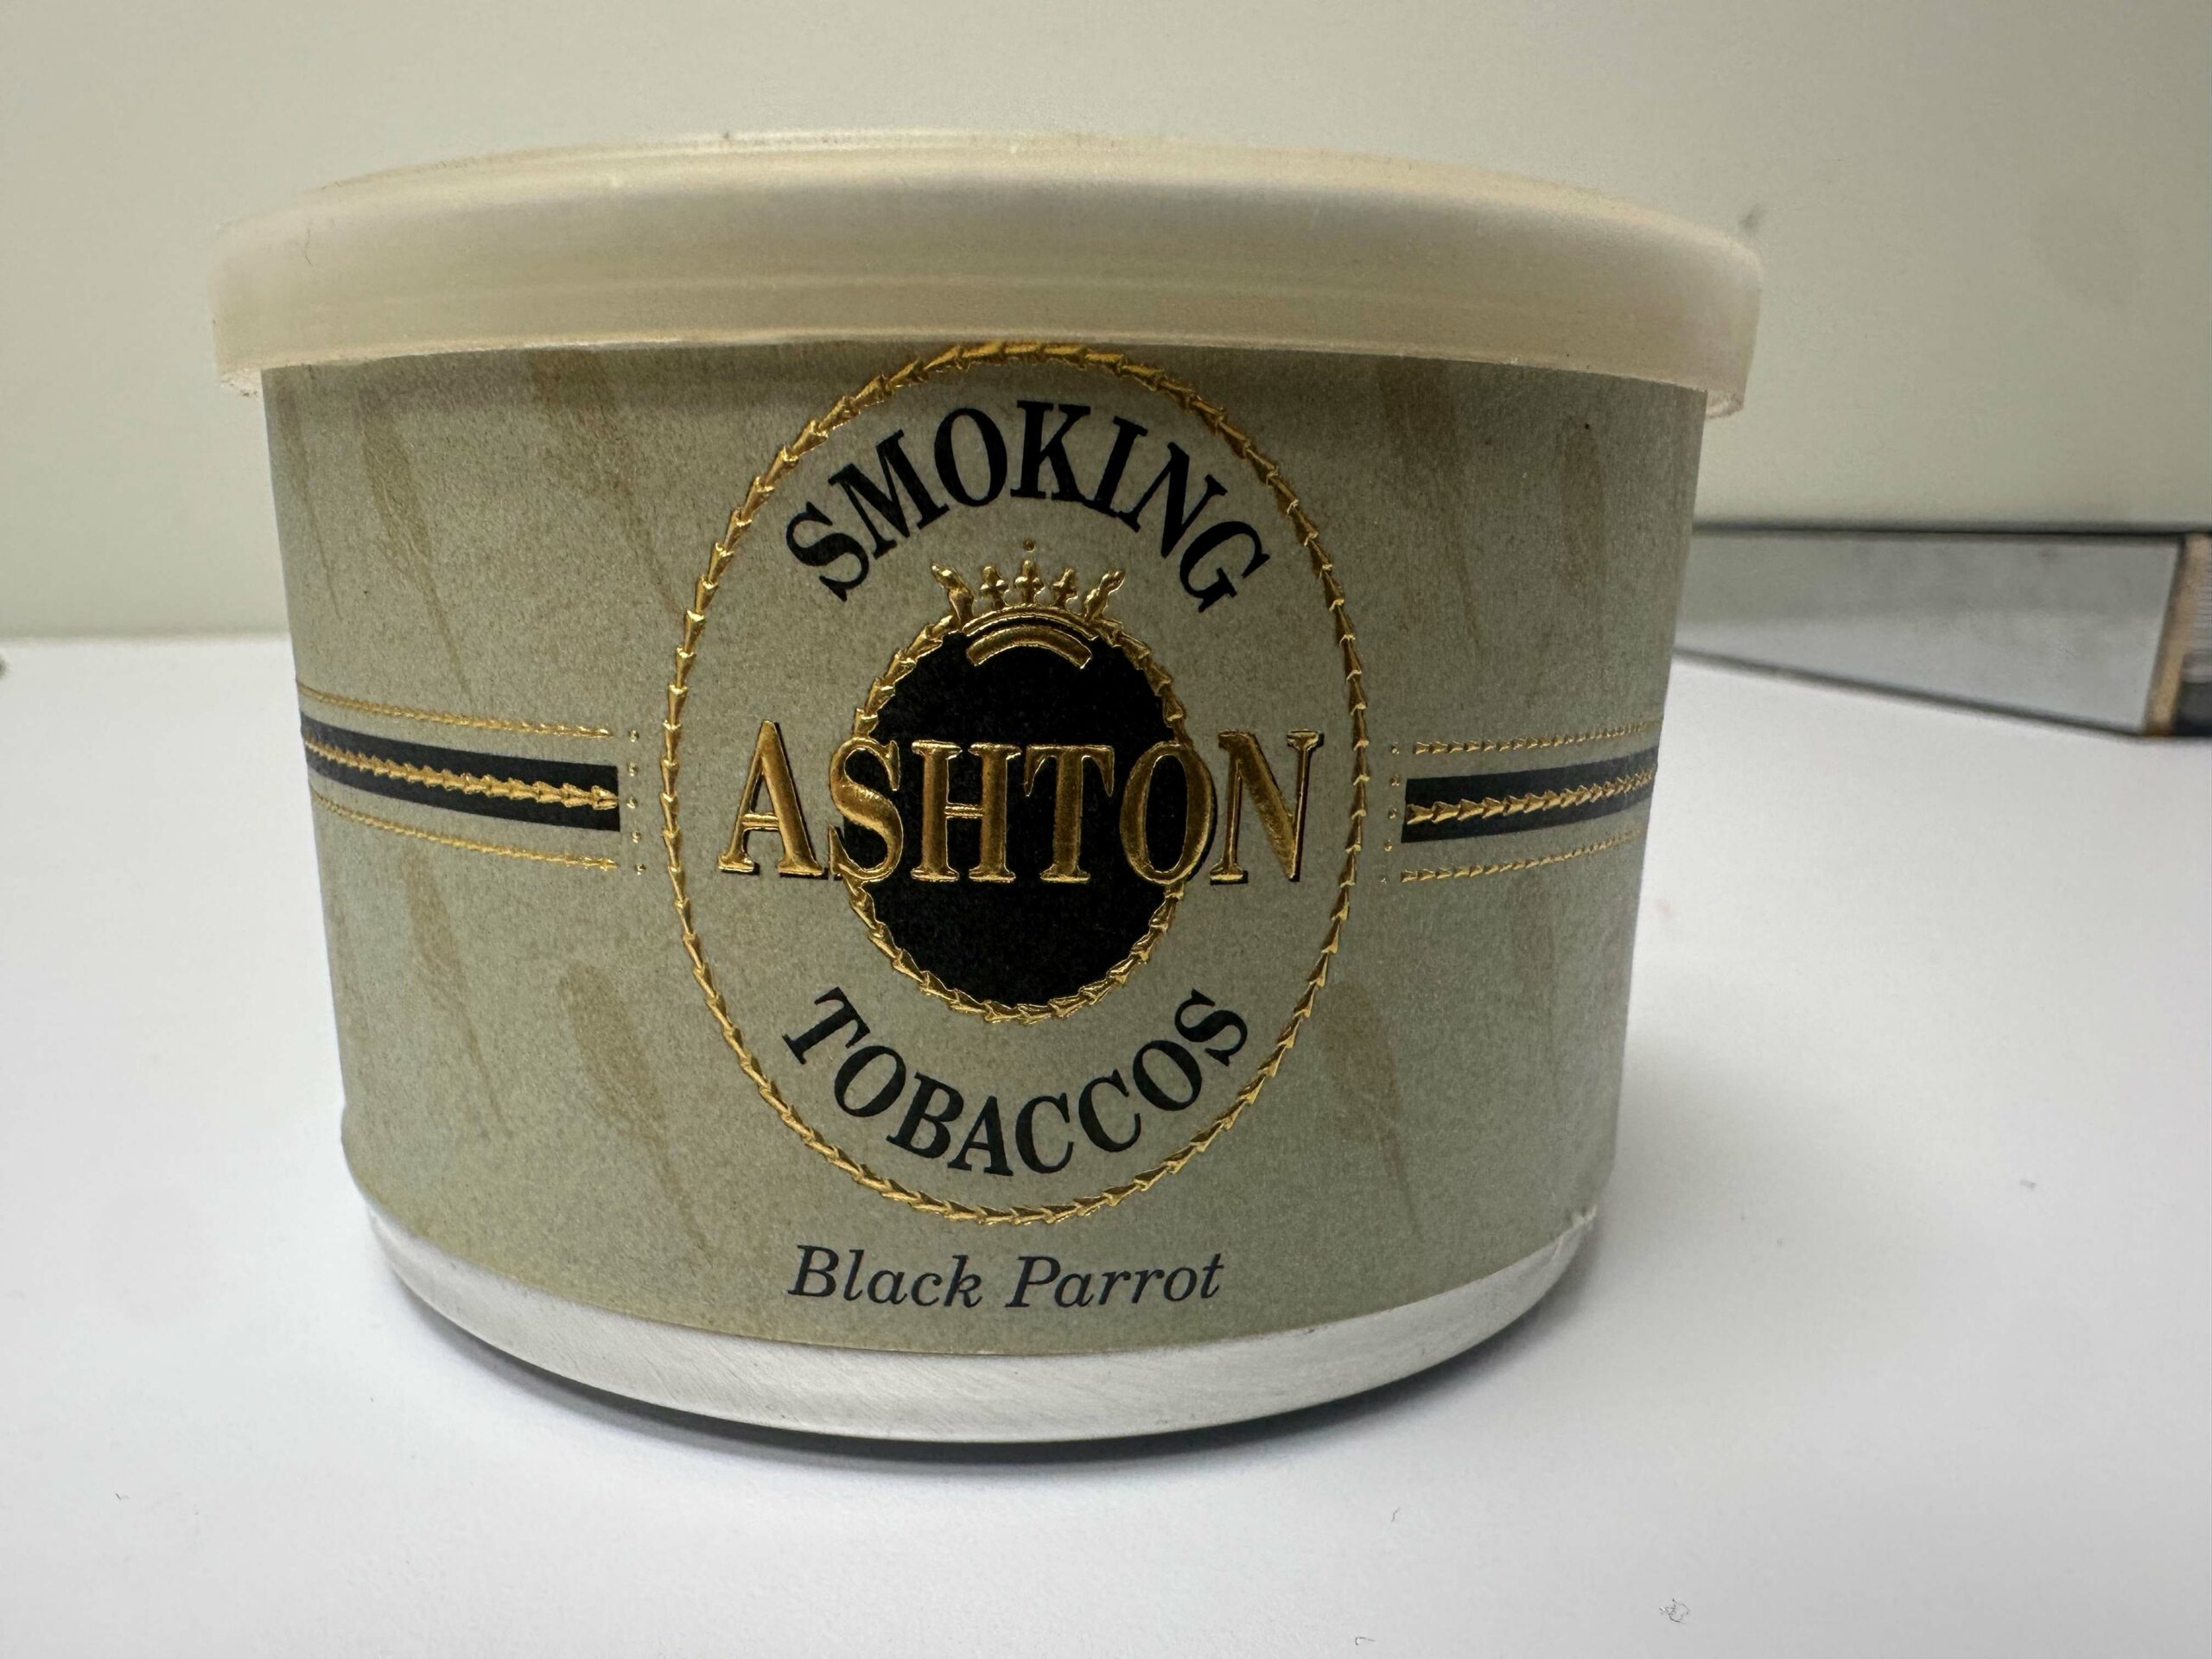 SMOKING
ASHTON
TOBACCOS
Black Parrot